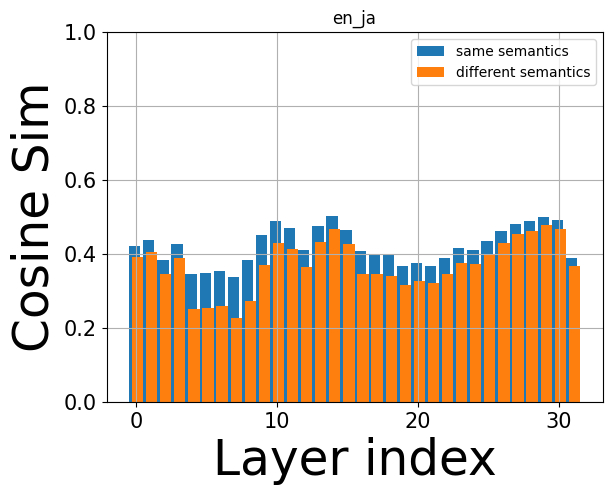 en_ja
same semantics
different semantics
Cosine Sim
1.0
0.8
0.6
0.4
0.2
0.0
0 10 20 30
Layer index